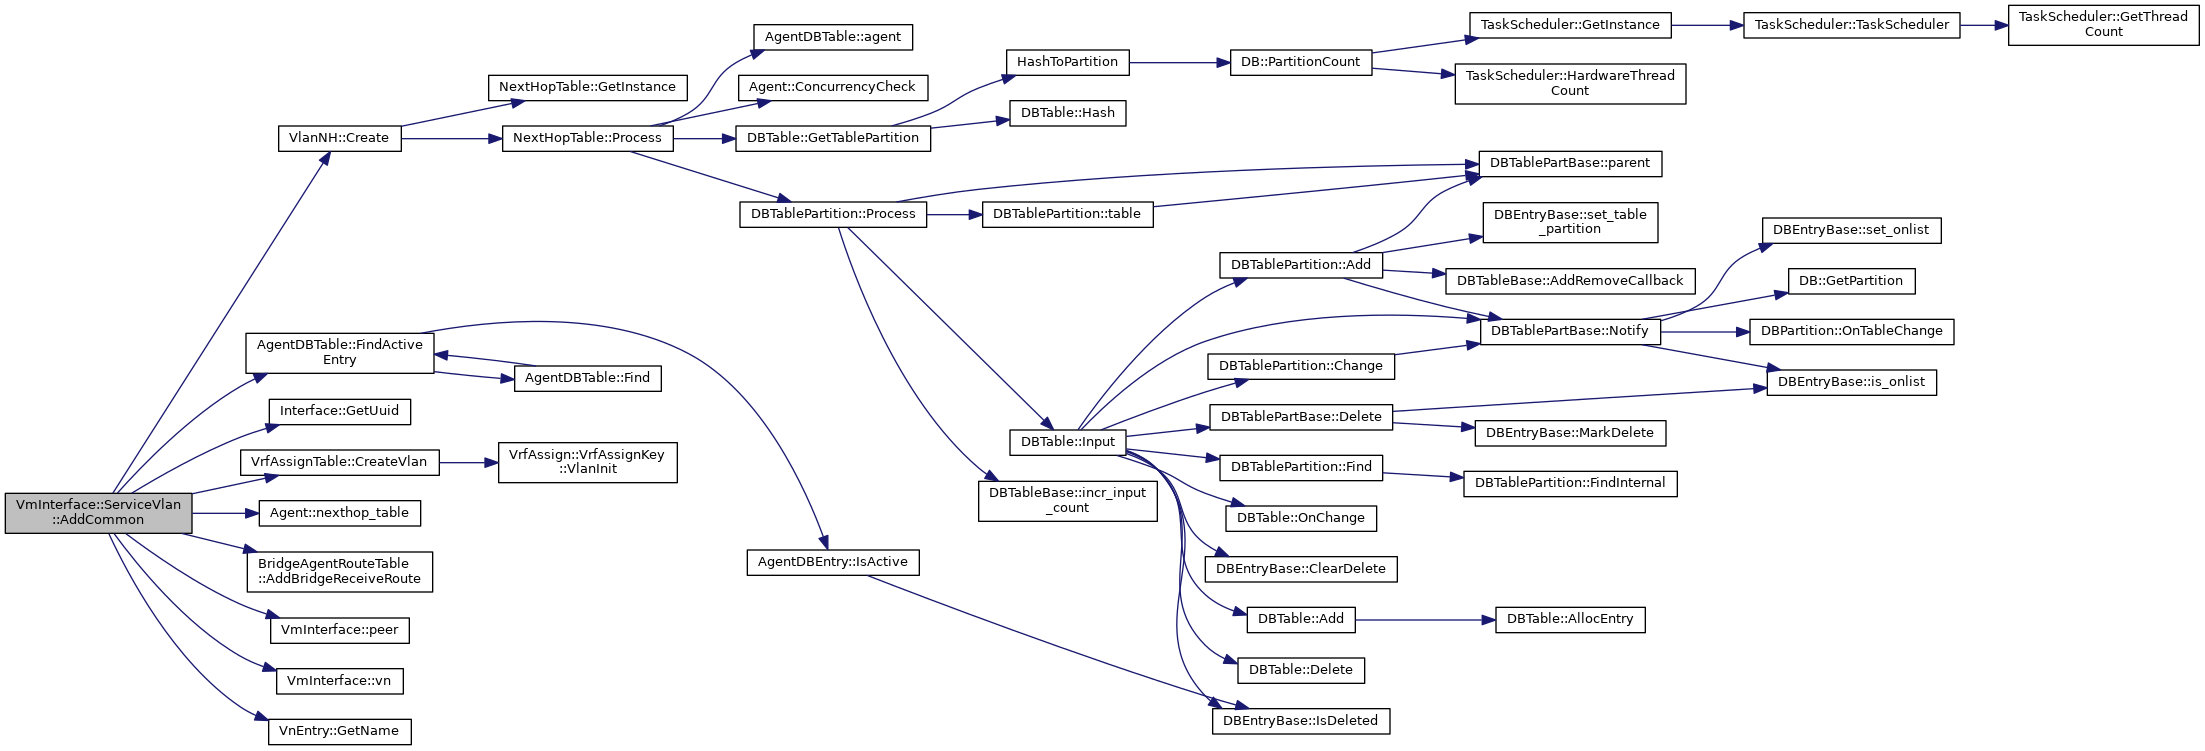 VmInterface::ServiceVlan
::AddCommon
VlanNH::Create
AgentDBTable::FindActive
Entry
Interface::GetUuid
VrfAssignTable::CreateVlan
Agent::nexthop_table
BridgeAgentRouteTable
::AddBridgeReceiveRoute
VmInterface::peer
VmInterface::vn
VnEntry::GetName
NextHopTable::GetInstance
NextHopTable::Process
AgentDBTable::Find
VrfAssign::VrfAssignKey
::VlanInit
AgentDBTable::agent
Agent::ConcurrencyCheck
DBTable::GetTablePartition
DBTablePartition::Process
AgentDBEntry::IsActive
HashToPartition
DBTable::Hash
DBTablePartition::table
DBTable::Input
DBTableBase::incr_input
_count
DB::PartitionCount
DBTablePartition::Add
DBTablePartition::Change
DBTablePartBase::Delete
DBTablePartition::Find
DBTable::OnChange
DBEntryBase::ClearDelete
DBTable::Add
DBTable::Delete
DBEntryBase::IsDeleted
TaskScheduler::GetInstance
TaskScheduler::HardwareThread
Count
DBTablePartBase::parent
DBEntryBase::set_table
_partition
DBTableBase::AddRemoveCallback
DBTablePartBase::Notify
DBEntryBase::MarkDelete
DBTablePartition::FindInternal
DBTable::AllocEntry
TaskScheduler::TaskScheduler
DBEntryBase::set_onlist
DB::GetPartition
DBPartition::OnTableChange
DBEntryBase::is_onlist
TaskScheduler::GetThread
Count